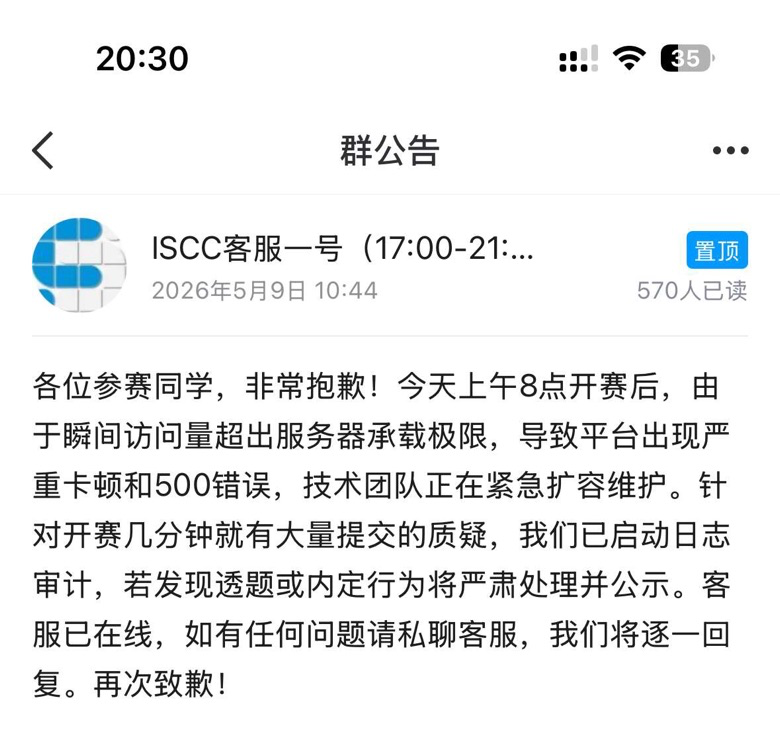 20:30
35
群公告
ISCC客服一号（17:00-21:...
置顶
2026年5月9日 10:44
570人已读
各位参赛同学，非常抱歉！今天上午8点开赛后，由
于瞬间访问量超出服务器承载极限，导致平台出现严
重卡顿和500错误，技术团队正在紧急扩容维护。针
对开赛几分钟就有大量提交的质疑，我们已启动日志
审计，若发现透题或内定行为将严肃处理并公示。客
服已在线，如有任何问题请私聊客服，我们将逐一回
复。再次致歉！